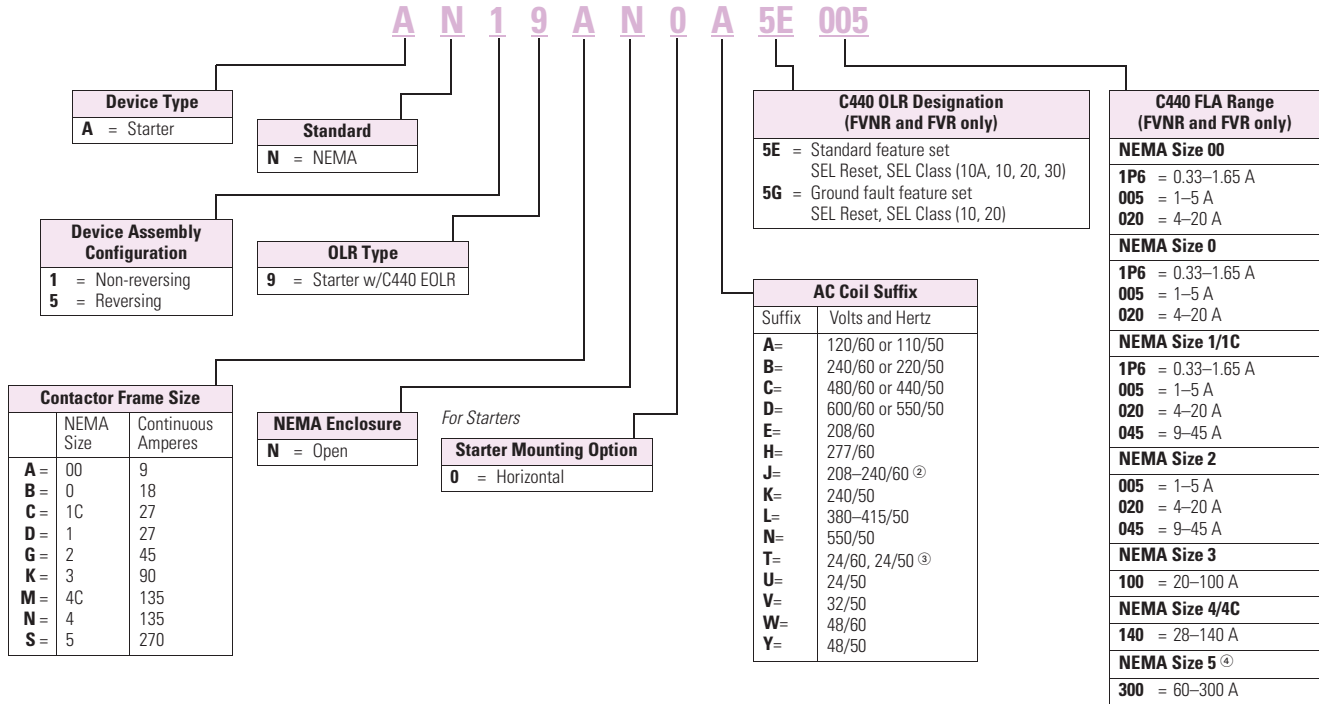 A N 1 9 A N 0 A 5E 005
Device Type
A = Starter
Standard
N = NEMA
Device Assembly
Configuration
1 = Non-reversing
5 = Reversing
OLR Type
9 = Starter w/C440 EOLR
Contactor Frame Size
NEMA Size
Continuous Amperes
A = 00 9
B = 0 18
C = 1C 27
D = 1 27
G = 2 45
K = 3 90
M = 4C 135
N = 4 135
S = 5 270
NEMA Enclosure
N = Open
For Starters
Starter Mounting Option
0 = Horizontal
C440 OLR Designation
(FVNR and FVR only)
5E = Standard feature set
SEL Reset, SEL Class (10A, 10, 20, 30)
5G = Ground fault feature set
SEL Reset, SEL Class (10, 20)
AC Coil Suffix
Suffix Volts and Hertz
A= 120/60 or 110/50
B= 240/60 or 220/50
C= 480/60 or 440/50
D= 600/60 or 550/50
E= 208/60
H= 277/60
J= 208–240/60 ②
K= 240/50
L= 380–415/50
N= 550/50
T= 24/60, 24/50 ③
U= 24/50
V= 32/50
W= 48/60
Y= 48/50
C440 FLA Range
(FVNR and FVR only)
NEMA Size 00
1P6 = 0.33–1.65 A
005 = 1–5 A
020 = 4–20 A
NEMA Size 0
1P6 = 0.33–1.65 A
005 = 1–5 A
020 = 4–20 A
NEMA Size 1/1C
1P6 = 0.33–1.65 A
005 = 1–5 A
020 = 4–20 A
045 = 9–45 A
NEMA Size 2
005 = 1–5 A
020 = 4–20 A
045 = 9–45 A
NEMA Size 3
100 = 20–100 A
NEMA Size 4/4C
140 = 28–140 A
NEMA Size 5 ④
300 = 60–300 A